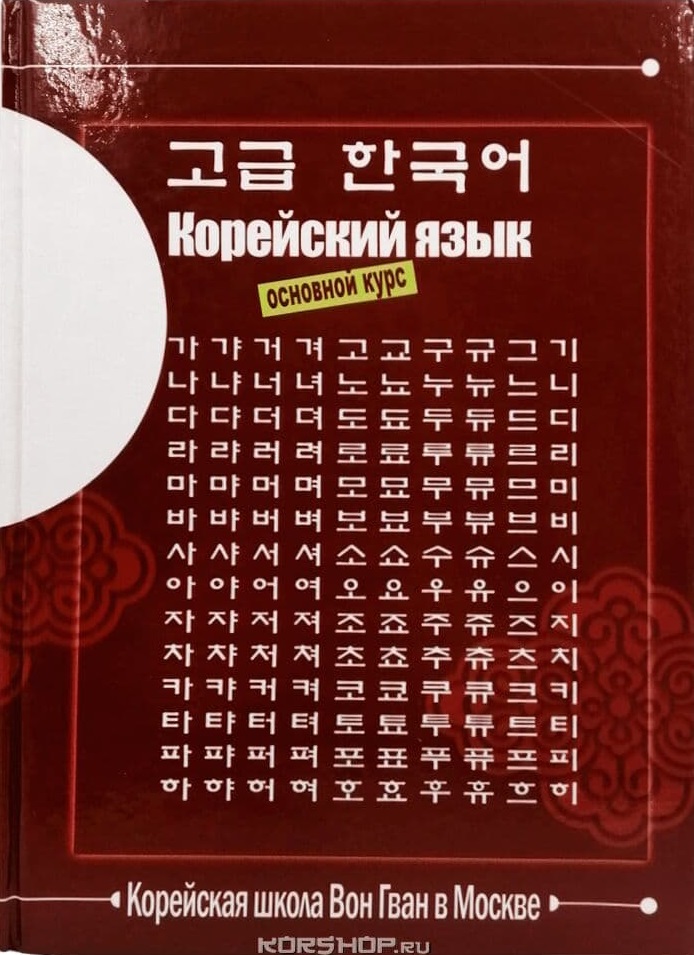 고급 한국어
Корейский язык
основной курс
가 갸 거 겨 고 교 구 규 그 기
나 냐 너 녀 노 뇨 누 뉴 느 니
다 댜 더 뎌 도 됴 두 듀 드 디
라 랴 러 려 로 료 루 류 르 리
마 먀 머 며 모 묘 무 뮤 므 미
바 뱌 버 벼 보 뵤 부 뷰 브 비
사 샤 서 셔 소 쇼 수 슈 스 시
아 야 어 여 오 요 우 유 으 이
자 쟈 저 져 조 죠 주 쥬 즈 지
차 챠 처 쳐 초 쵸 추 츄 츠 치
카 캬 커 켜 코 쿄 쿠 큐 크 키
타 탸 터 텨 토 툐 투 튜 트 티
파 퍄 퍼 펴 포 표 푸 퓨 프 피
하 햐 허 혀 호 효 후 휴 흐 히
Корейская школа Вон Гван в Москве
KORSHOP.RU